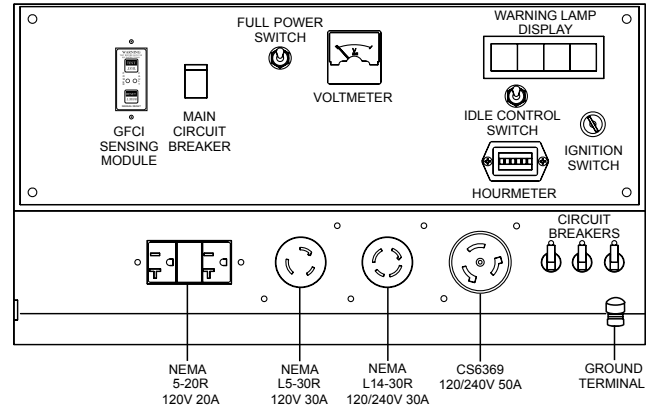 FULL POWER
SWITCH
WARNING LAMP
DISPLAY
VOLTMETER
MAIN
CIRCUIT
BREAKER
GFCI
SENSING
MODULE
IDLE CONTROL
SWITCH
IGNITION
SWITCH
HOURMETER
CIRCUIT
BREAKERS
NEMA
5-20R
120V 20A
NEMA
L5-30R
120V 30A
NEMA
L14-30R
120/240V 30A
CS6369
120/240V 50A
GROUND
TERMINAL